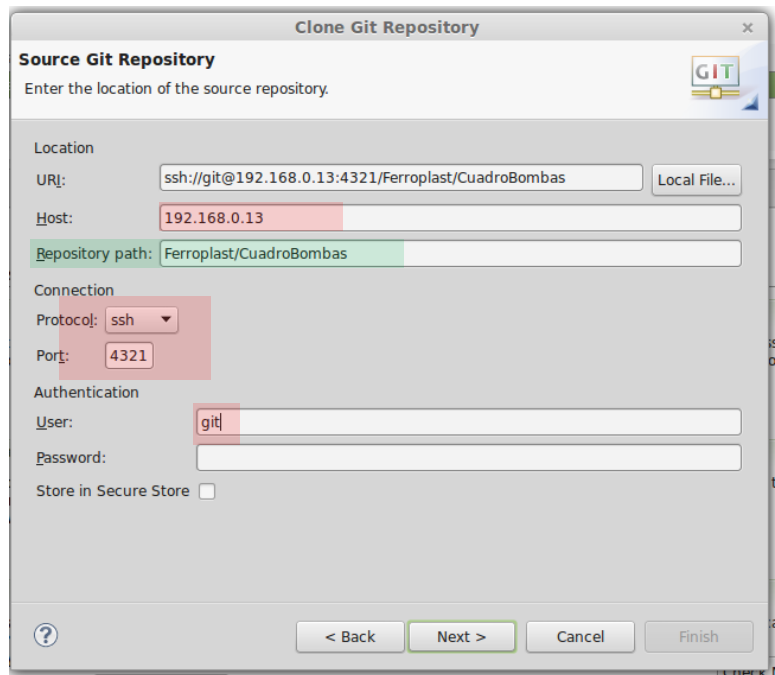 Clone Git Repository
Source Git Repository
Enter the location of the source repository.
GIT
Location
URI: ssh://git@192.168.0.13:4321/Ferroplast/CuadroBombas Local File...
Host: 192.168.0.13
Repository path: Ferroplast/CuadroBombas
Connection
Protocol: ssh
Port: 4321
Authentication
User: git
Password:
Store in Secure Store
? < Back Next > Cancel Finish